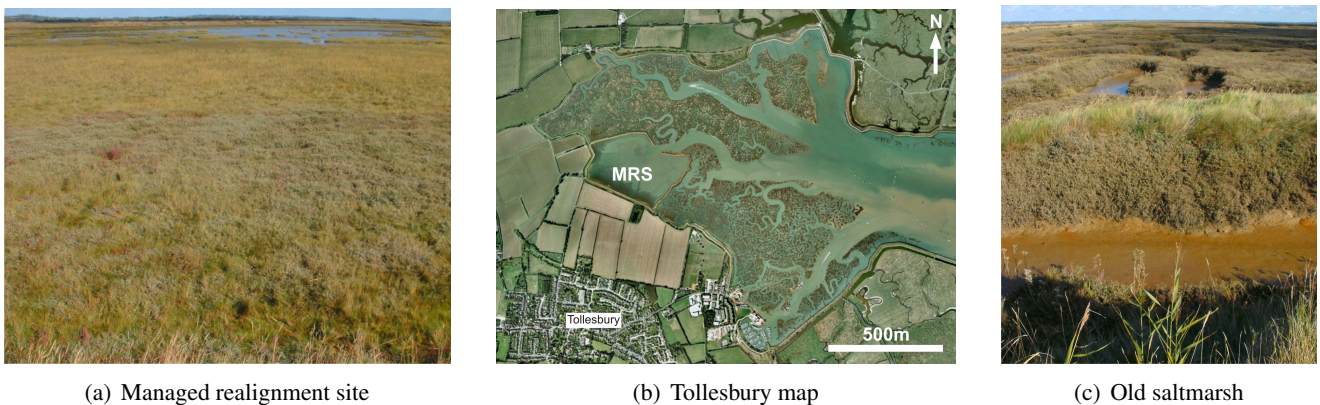 N
MRS
Tollesbury
500m
(a) Managed realignment site
(b) Tollesbury map
(c) Old saltmarsh